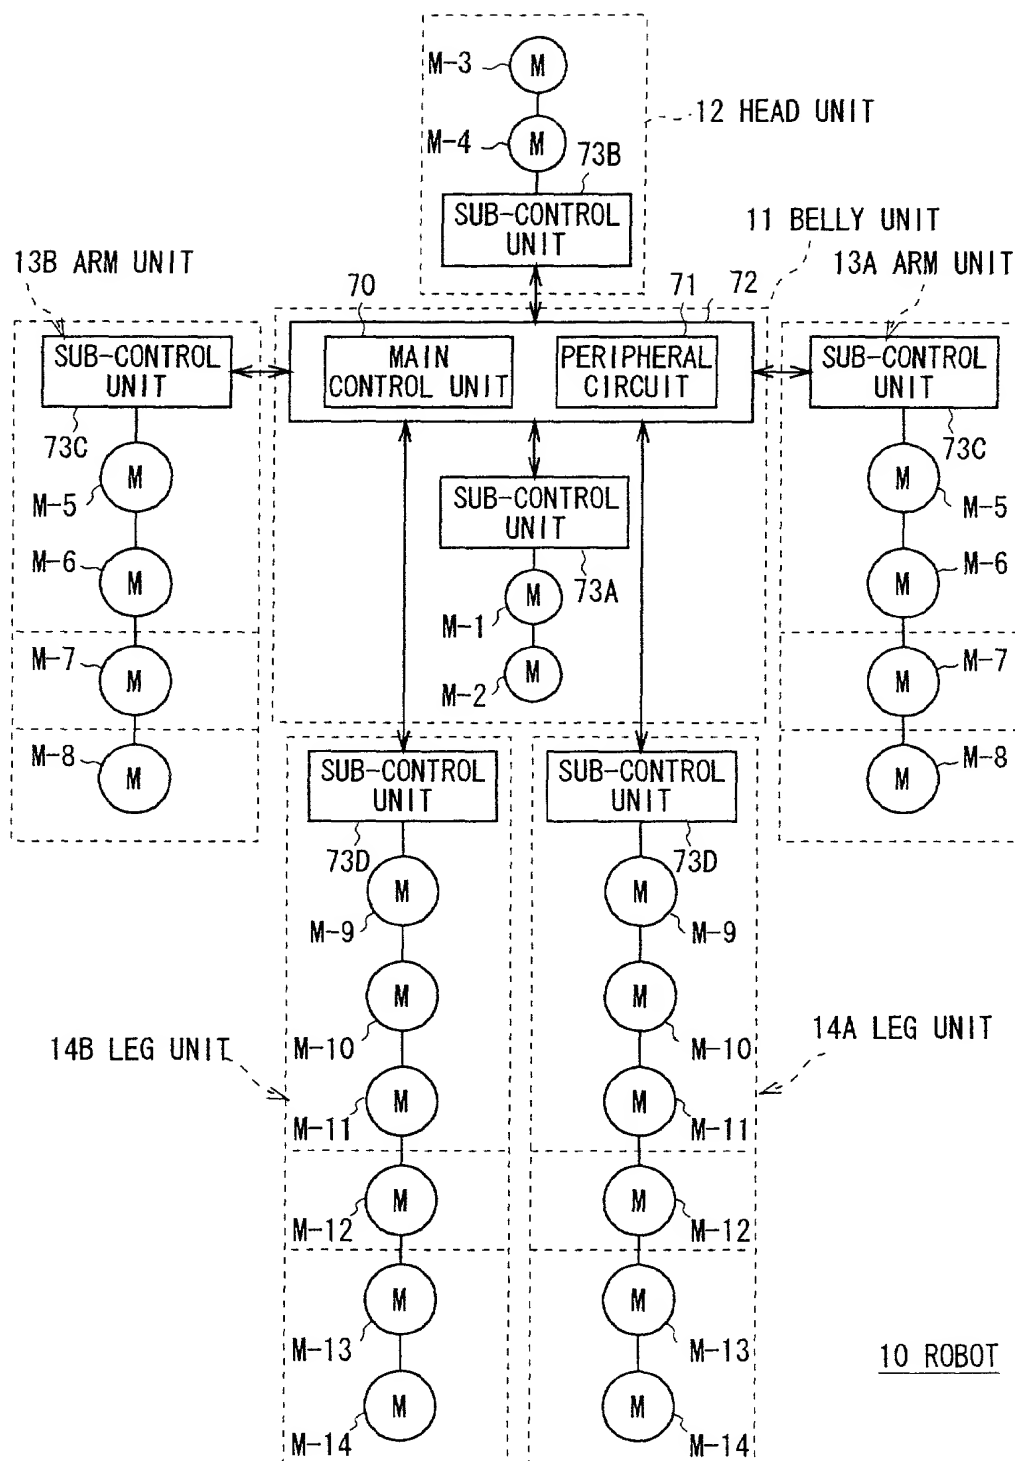 M-3
M
M-4
M
12 HEAD UNIT
73B
SUB-CONTROL
UNIT
11 BELLY UNIT
13B ARM UNIT
13A ARM UNIT
70
71
72
SUB-CONTROL
UNIT
MAIN
CONTROL UNIT
PERIPHERAL
CIRCUIT
SUB-CONTROL
UNIT
73C
73C
M
M-5
SUB-CONTROL
UNIT
M
M-5
M-6
M
73A
M
M-6
M
M-1
M-7
M
M
M-2
M
M-7
M-8
M
M
M-8
SUB-CONTROL
UNIT
SUB-CONTROL
UNIT
73D
73D
M
M-9
M
M-9
M
M-10
M
M-10
14B LEG UNIT
14A LEG UNIT
M
M-11
M
M-11
M
M-12
M
M-12
M
M-13
M
M-13
10 ROBOT
M
M-14
M
M-14